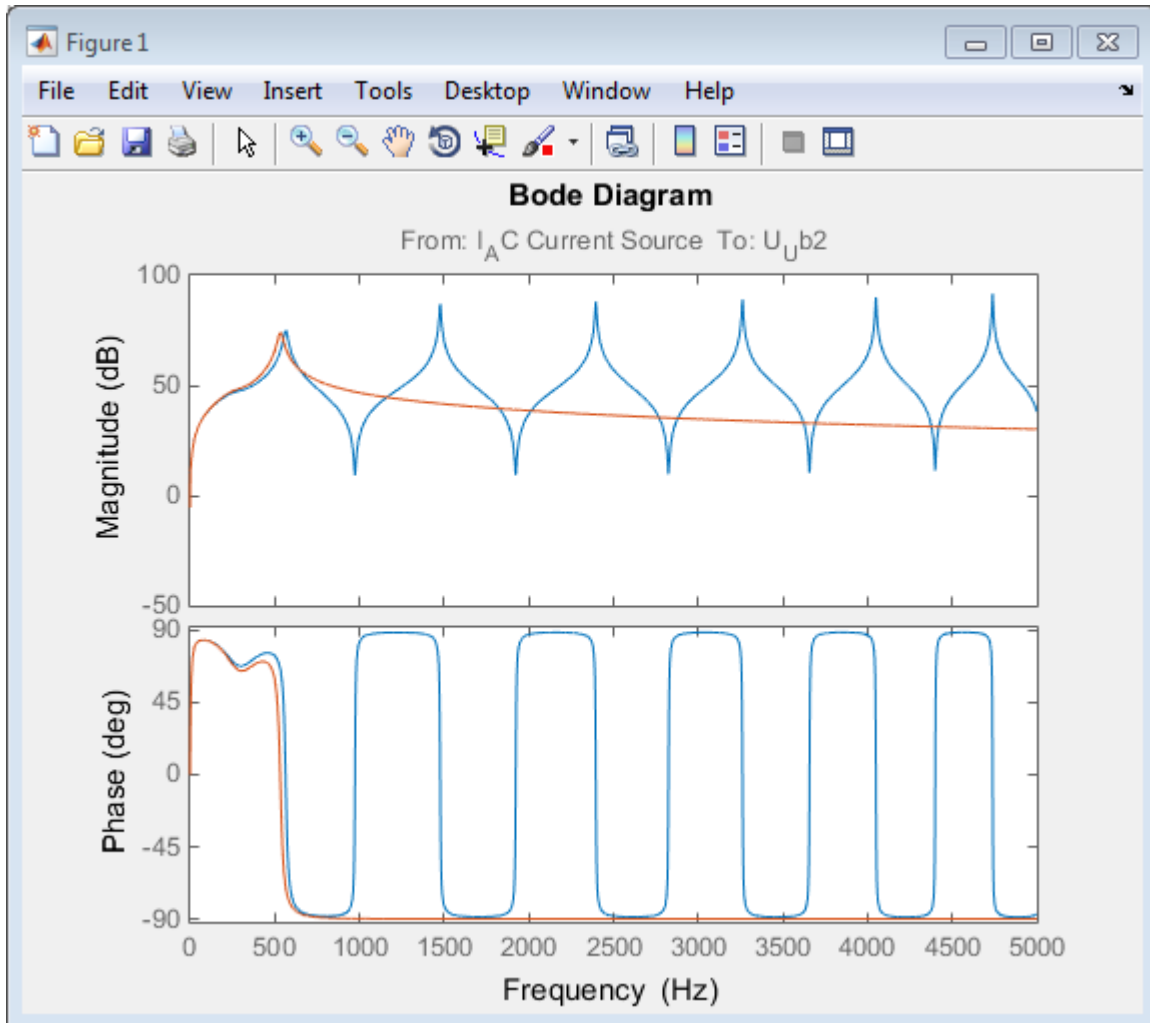 Figure 1
File Edit View Insert Tools Desktop Window Help
Bode Diagram
From: I_AC Current Source To: U_Ub2
100
50
0
-50
Magnitude (dB)
90
45
0
-45
-90
Phase (deg)
0 500 1000 1500 2000 2500 3000 3500 4000 4500 5000
Frequency (Hz)